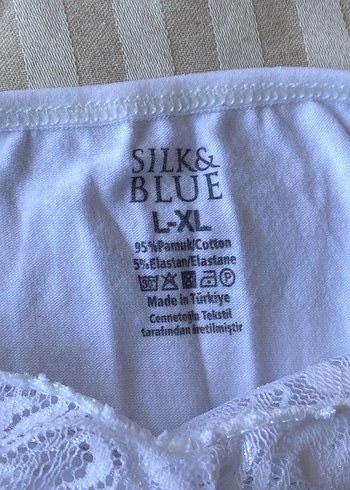 SILK&
BLUE
L-XL
95%Pamuk/Cotton
5%Elastan/Elastane
Made in Türkiye
Cennetoğlu Tekstil
tarafından üretilmiştir